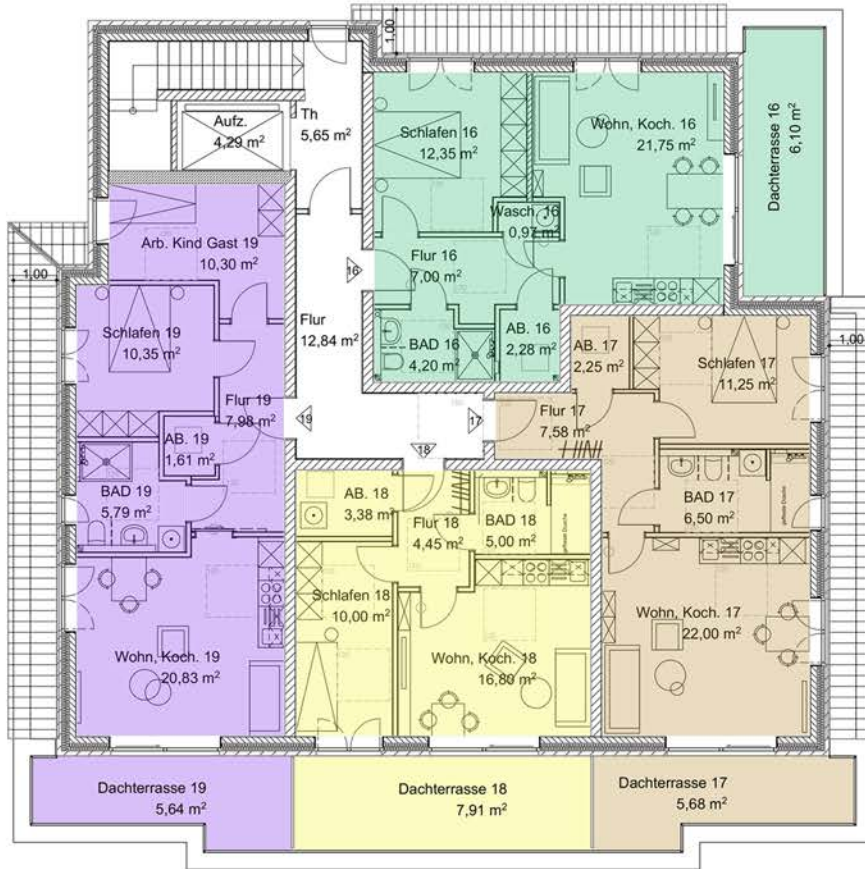 1,00
Aufz.
4,29 m²
Th
5,65 m²
Schlafen 16
12,35 m²
Wohn, Koch. 16
21,75 m²
Dachterrasse 16
6,10 m²
Wasch. 16
0,97 m²
Arb. Kind Gast 19
10,30 m²
1,00
16
Flur 16
7,00 m²
Flur
12,84 m²
Schlafen 19
10,35 m²
BAD 16
4,20 m²
AB. 16
2,28 m²
AB. 17
2,25 m²
Schlafen 17
11,25 m²
1,00
Flur 19
7,98 m²
19
17
Flur 17
7,58 m²
AB. 19
1,61 m²
18
BAD 19
5,79 m²
AB. 18
3,38 m²
Flur 18
4,45 m²
BAD 18
5,00 m²
geflieste Dusche
BAD 17
6,50 m²
geflieste Dusche
Schlafen 18
10,00 m²
Wohn, Koch. 19
20,83 m²
Wohn, Koch. 18
16,80 m²
Wohn, Koch. 17
22,00 m²
Dachterrasse 19
5,64 m²
Dachterrasse 18
7,91 m²
Dachterrasse 17
5,68 m²